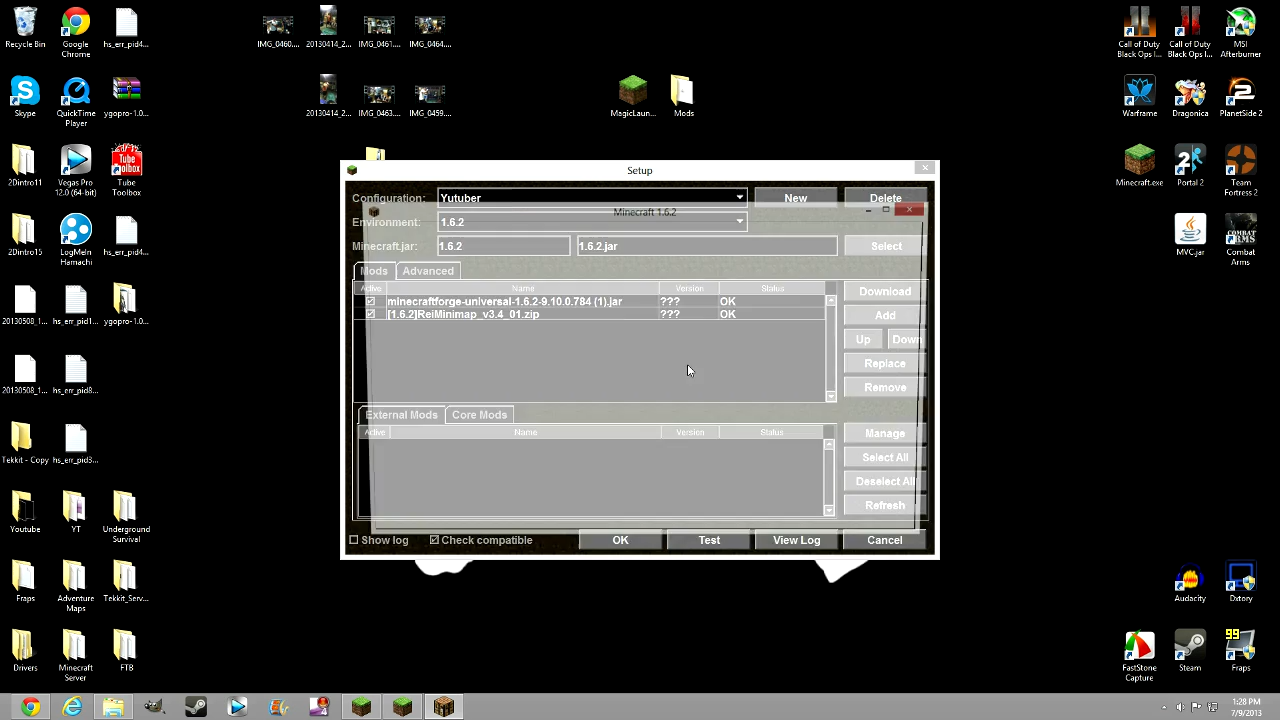 IMG_0460....
20130414_2...
IMG_0461....
IMG_0464....
Recycle Bin
Google Chrome
hs_err_pid4...
Call of Duty Black Ops I...
Call of Duty Black Ops I...
MSI Afterburner
Skype
QuickTime Player
ygopro-1.0...
20130414_2...
IMG_0463....
IMG_0459....
MagicLaun...
Mods
Warframe
Dragonica
PlanetSide 2
2Dintro11
Vegas Pro 12.0 (64-bit)
Tube Toolbox
Minecraft.exe
Portal 2
Team Fortress 2
2Dintro15
LogMeIn Hamachi
hs_err_pid4...
MVC.jar
Combat Arms
20130508_1...
hs_err_pid1...
ygopro-1.0...
20130508_1...
hs_err_pid8...
Tekkit - Copy
hs_err_pid3...
Youtube
YT
Underground Survival
Fraps
Adventure Maps
Tekkit_Serv...
Audacity
Dxtory
Drivers
Minecraft Server
FTB
FastStone Capture
Steam
99
Fraps
Setup
Configuration: Yutuber New Delete
Minecraft 1.6.2
Environment: 1.6.2
Minecraft.jar: 1.6.2 1.6.2.jar Select
Mods Advanced
Active Name Version Status
minecraftforge-universal-1.6.2-9.10.0.784 (1).jar ??? OK
[1.6.2]ReiMinimap_v3.4_01.zip ??? OK
Download
Add
Up Down
Replace
Remove
External Mods Core Mods
Active Name Version Status
Manage
Select All
Deselect All
Refresh
Show log Check compatible OK Test View Log Cancel
1:28 PM
7/9/2013